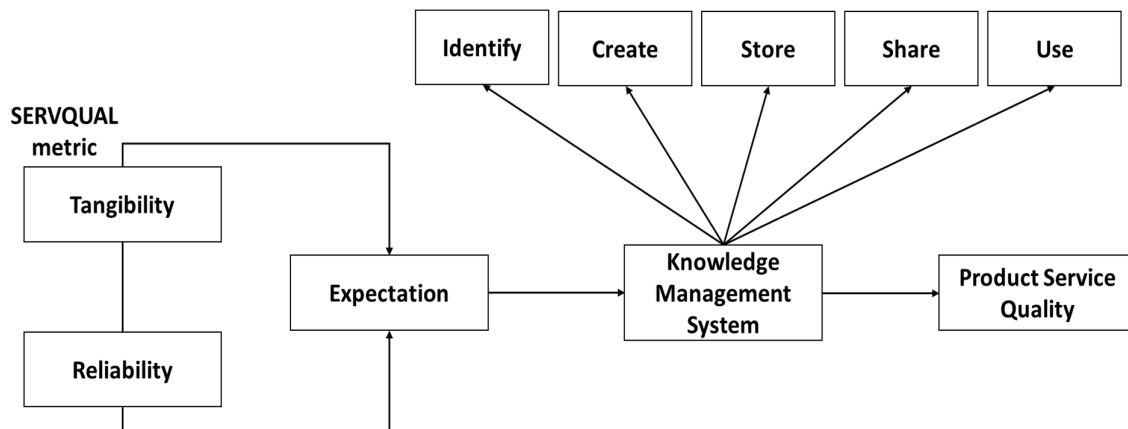 Identify
Create
Store
Share
Use
SERVQUAL
metric
Tangibility
Expectation
Knowledge
Management
System
Product Service
Quality
Reliability